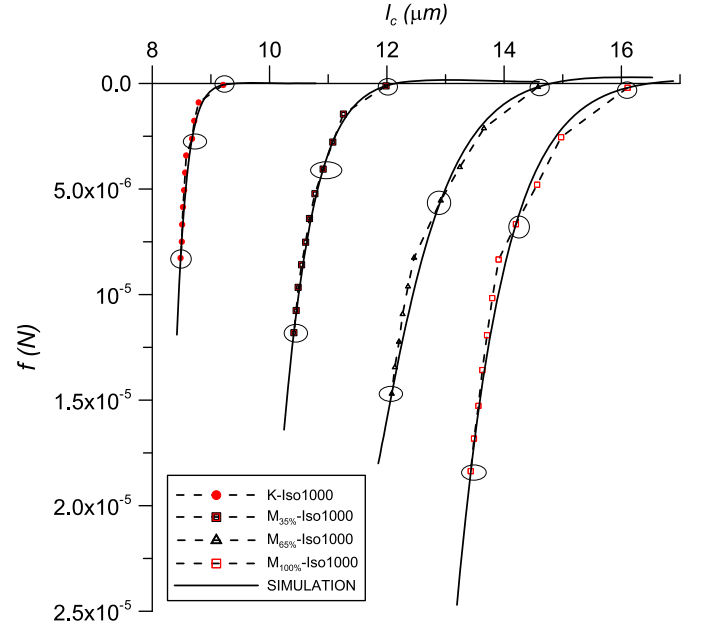 l_c (μm)
8 10 12 14 16
0.0
5.0x10⁻⁶
10⁻⁵
1.5x10⁻⁵
2.0x10⁻⁵
2.5x10⁻⁵
f (N)
K-Iso1000
M₃₅%-Iso1000
M₆₅%-Iso1000
M₁₀₀%-Iso1000
SIMULATION